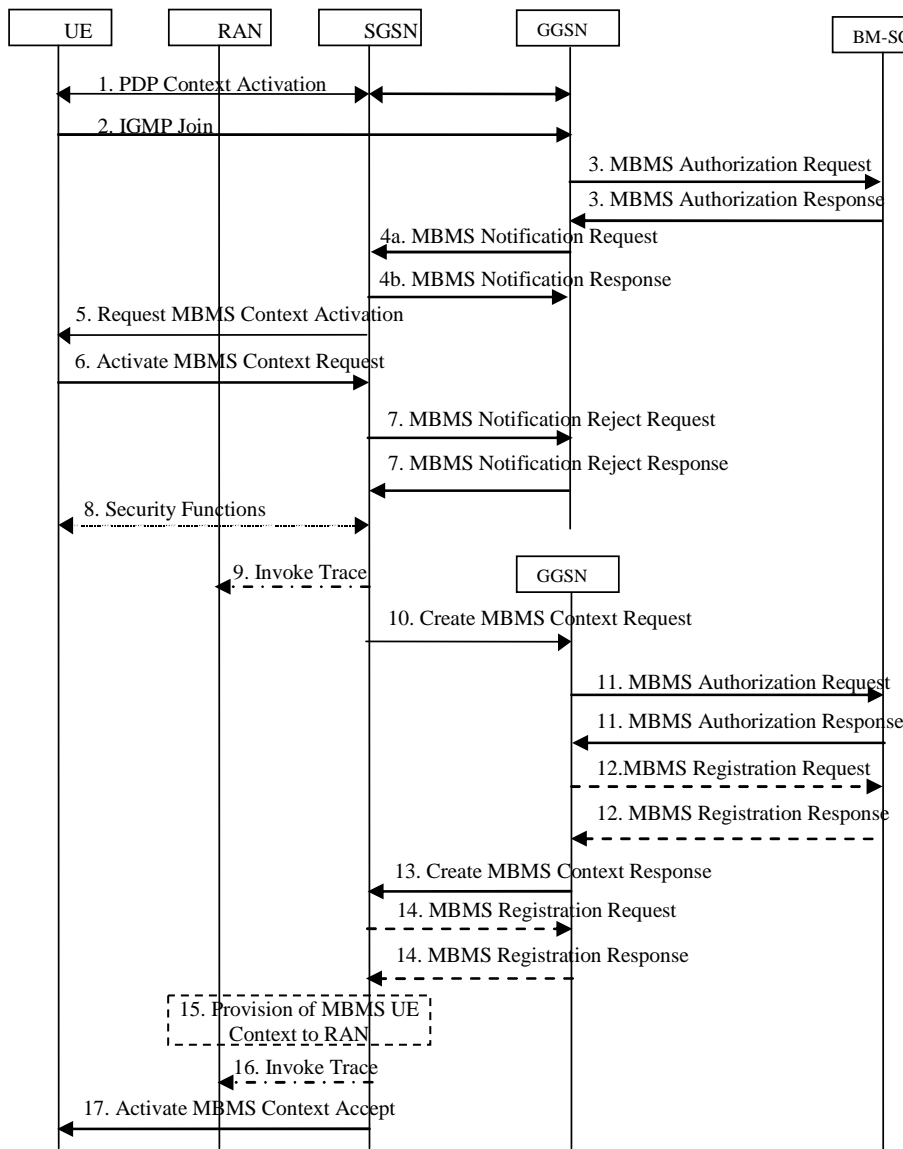 UE
RAN
SGSN
GGSN
BM-SC
1. PDP Context Activation
2. IGMP Join
3. MBMS Authorization Request
3. MBMS Authorization Response
4a. MBMS Notification Request
4b. MBMS Notification Response
5. Request MBMS Context Activation
6. Activate MBMS Context Request
7. MBMS Notification Reject Request
7. MBMS Notification Reject Response
8. Security Functions
9. Invoke Trace
GGSN
10. Create MBMS Context Request
11. MBMS Authorization Request
11. MBMS Authorization Response
12.MBMS Registration Request
12. MBMS Registration Response
13. Create MBMS Context Response
14. MBMS Registration Request
14. MBMS Registration Response
15. Provision of MBMS UE
Context to RAN
16. Invoke Trace
17. Activate MBMS Context Accept